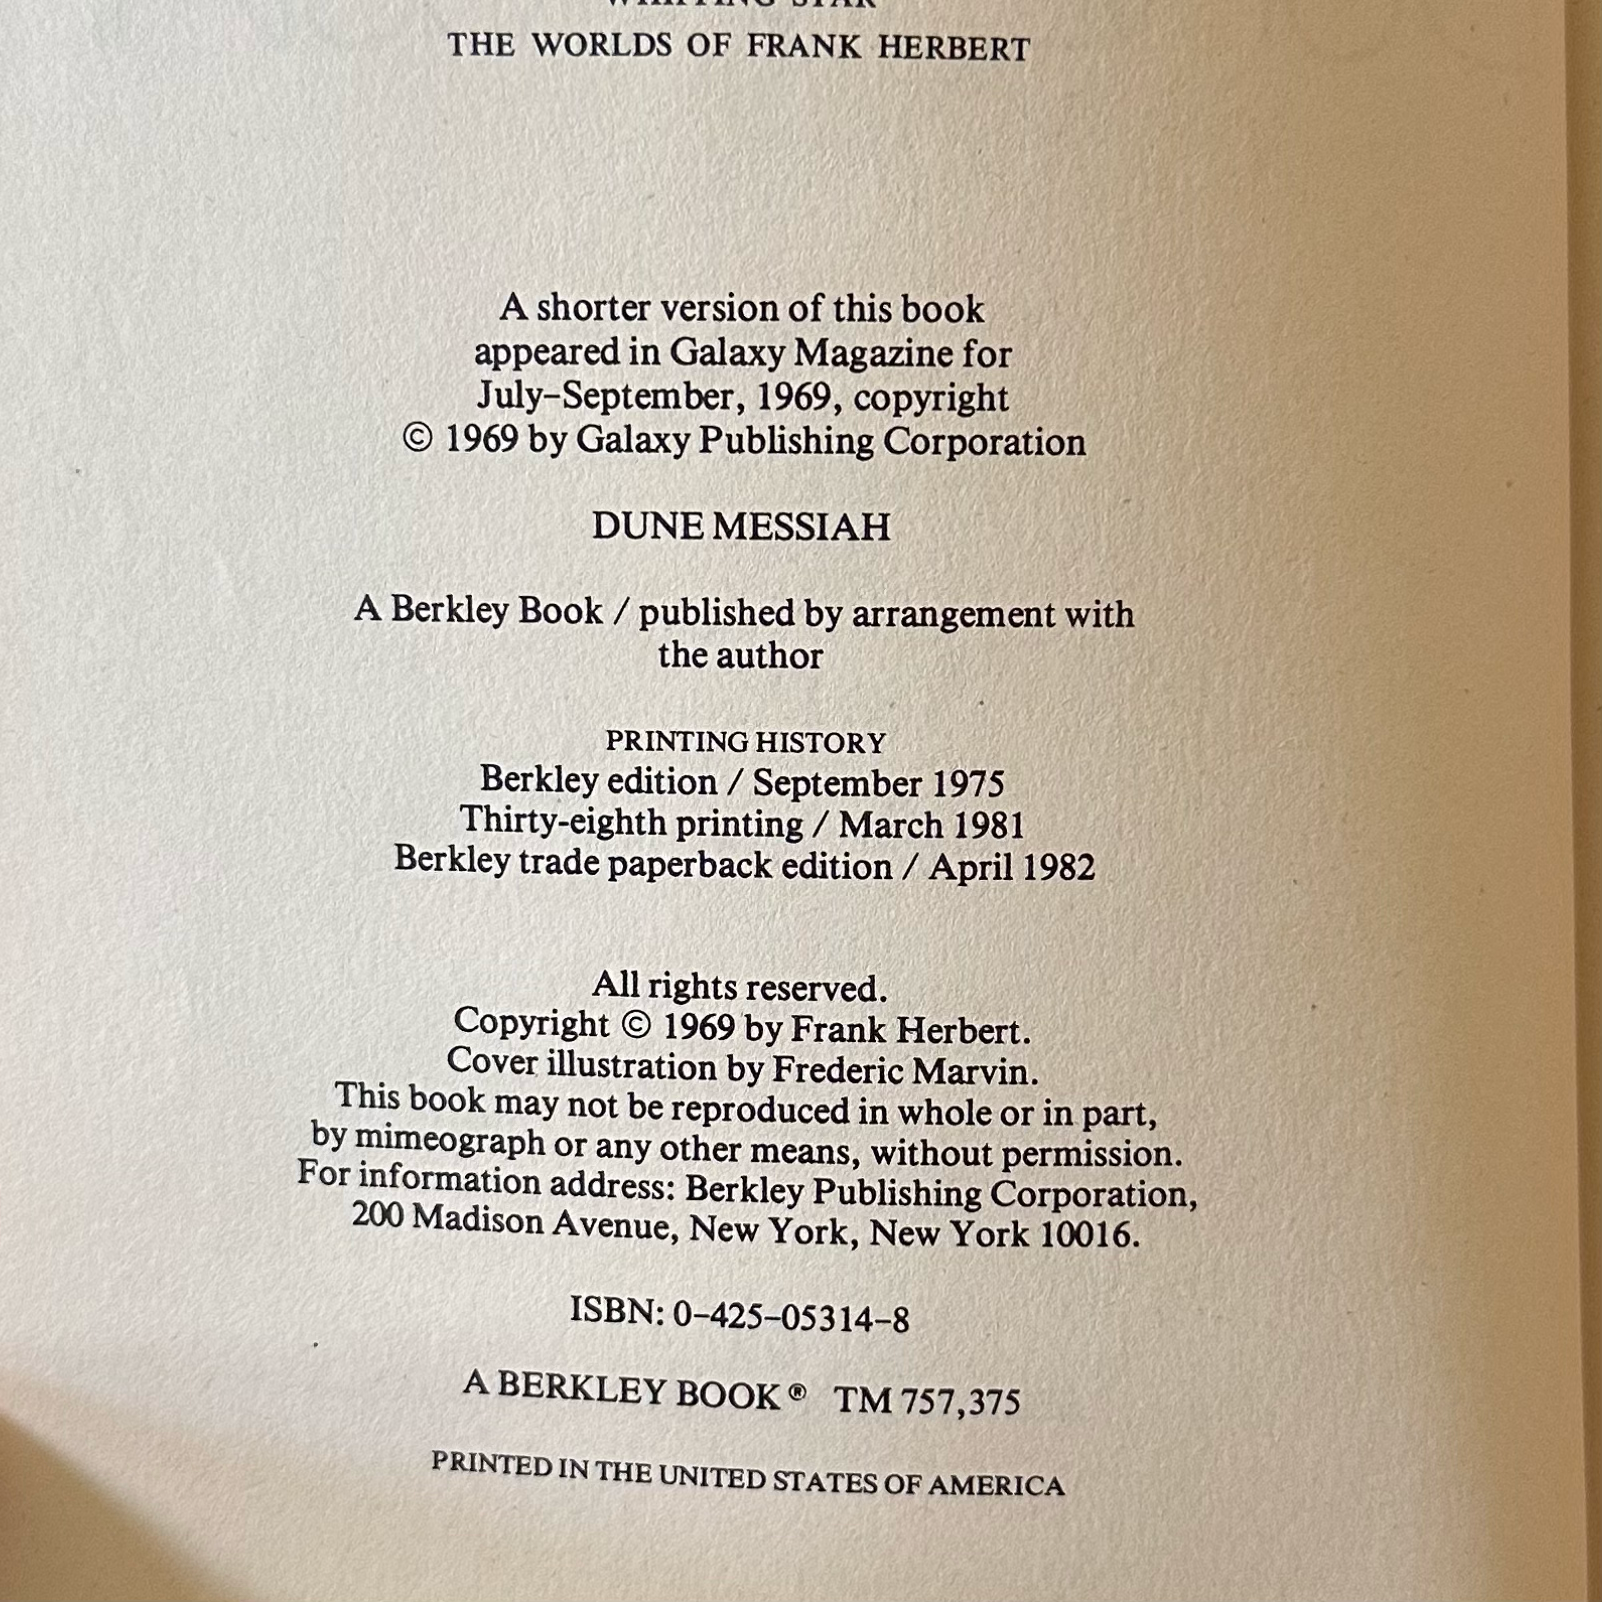 WHIPPING STAR
THE WORLDS OF FRANK HERBERT
A shorter version of this book
appeared in Galaxy Magazine for
July–September, 1969, copyright
© 1969 by Galaxy Publishing Corporation
DUNE MESSIAH
A Berkley Book / published by arrangement with
the author
PRINTING HISTORY
Berkley edition / September 1975
Thirty-eighth printing / March 1981
Berkley trade paperback edition / April 1982
All rights reserved.
Copyright © 1969 by Frank Herbert.
Cover illustration by Frederic Marvin.
This book may not be reproduced in whole or in part,
by mimeograph or any other means, without permission.
For information address: Berkley Publishing Corporation,
200 Madison Avenue, New York, New York 10016.
ISBN: 0–425–05314–8
A BERKLEY BOOK ® TM 757,375
PRINTED IN THE UNITED STATES OF AMERICA